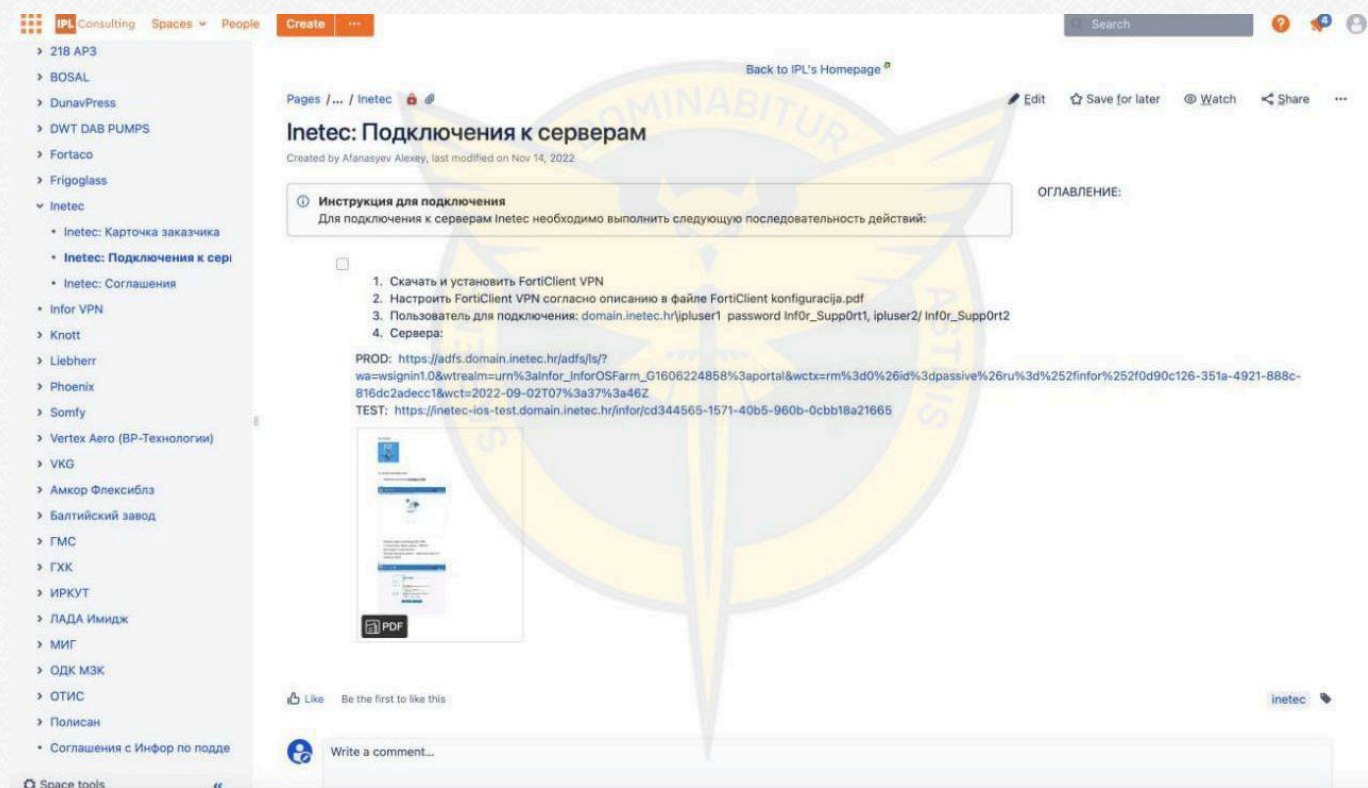 IPL Consulting Spaces People Create ... Search 4
218 АРЗ
BOSAL
DunavPress
DWT DAB PUMPS
Fortaco
Frigoglass
Inetec
Inetec: Карточка заказчика
Inetec: Подключения к сер
Inetec: Соглашения
Infor VPN
Knott
Liebherr
Phoenix
Somfy
Vertex Aero (ВР-Технологии)
VKG
Амкор Флексиблз
Балтийский завод
ГМС
ГХК
ИРКУТ
ЛАДА Имидж
МИГ
ОДК МЗК
ОТИС
Полисан
Соглашения с Инфор по подде
Space tools
Back to IPL's Homepage
Pages /... / Inetec
Edit Save for later Watch Share ...
Inetec: Подключения к серверам
Created by Afanasyev Alexey, last modified on Nov 14, 2022
Инструкция для подключения
Для подключения к серверам Inetec необходимо выполнить следующую последовательность действий:
ОГЛАВЛЕНИЕ:
1. Скачать и установить FortiClient VPN
2. Настроить FortiClient VPN согласно описанию в файле FortiClient konfiguracija.pdf
3. Пользователь для подключения: domain.inetec.hr\ipluser1 password Inf0r_Supp0rt1, ipluser2/ Inf0r_Supp0rt2
4. Сервера:
PROD: https://adfs.domain.inetec.hr/adfs/ls/?
wa=wsignin1.0&wtrealm=urn%3aInfor_InforOSFarm_G1606224858%3aportal&wctx=rm%3d0%26id%3dpassive%26ru%3d%252finfor%252f0d90c126-351a-4921-888c-
816dc2adecc1&wct=2022-09-02T07%3a37%3a46Z
TEST: https://inetec-ios-test.domain.inetec.hr/infor/cd344565-1571-40b5-960b-0cbb18a21665
PDF
Like Be the first to like this
inetec
Write a comment...
SAPIENS DOMINABITUR ASTRIS